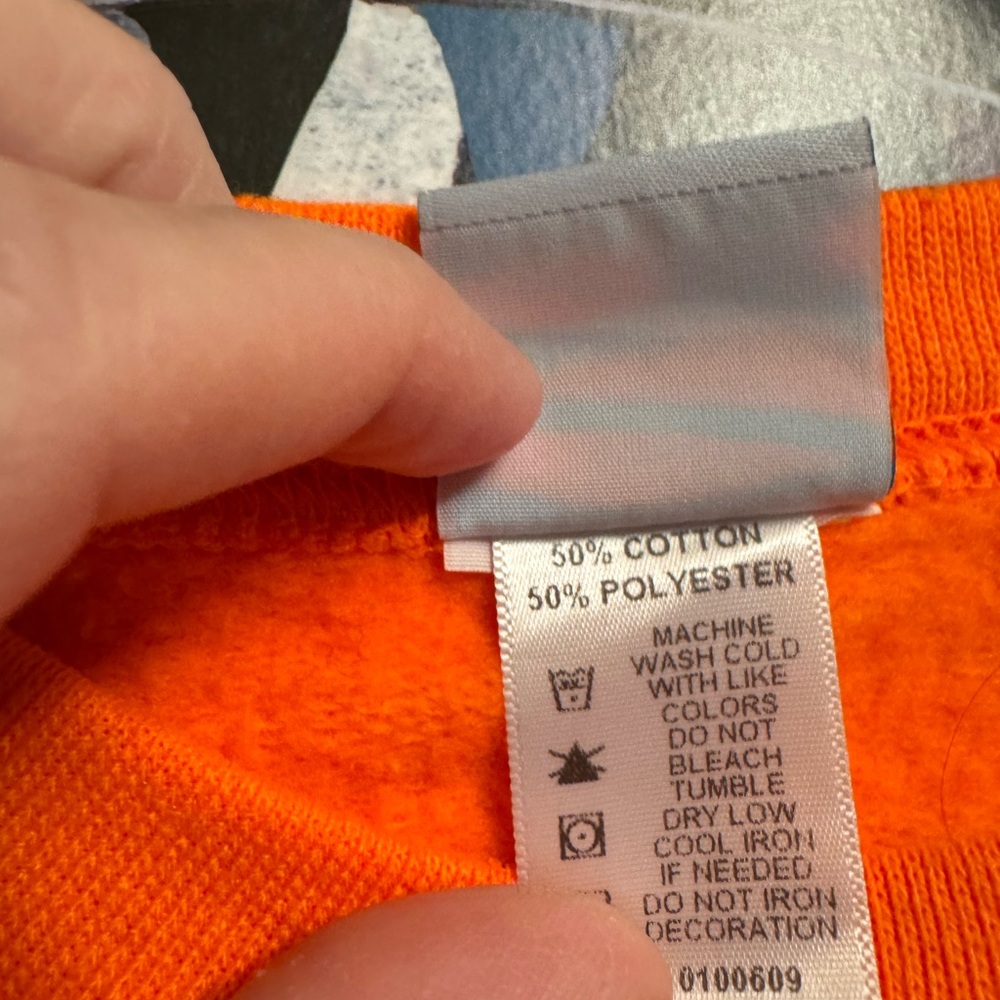 50% COTTON
50% POLYESTER
MACHINE
WASH COLD
WITH LIKE
COLORS
DO NOT
BLEACH
TUMBLE
DRY LOW
COOL IRON
IF NEEDED
DO NOT IRON
DECORATION
0100609